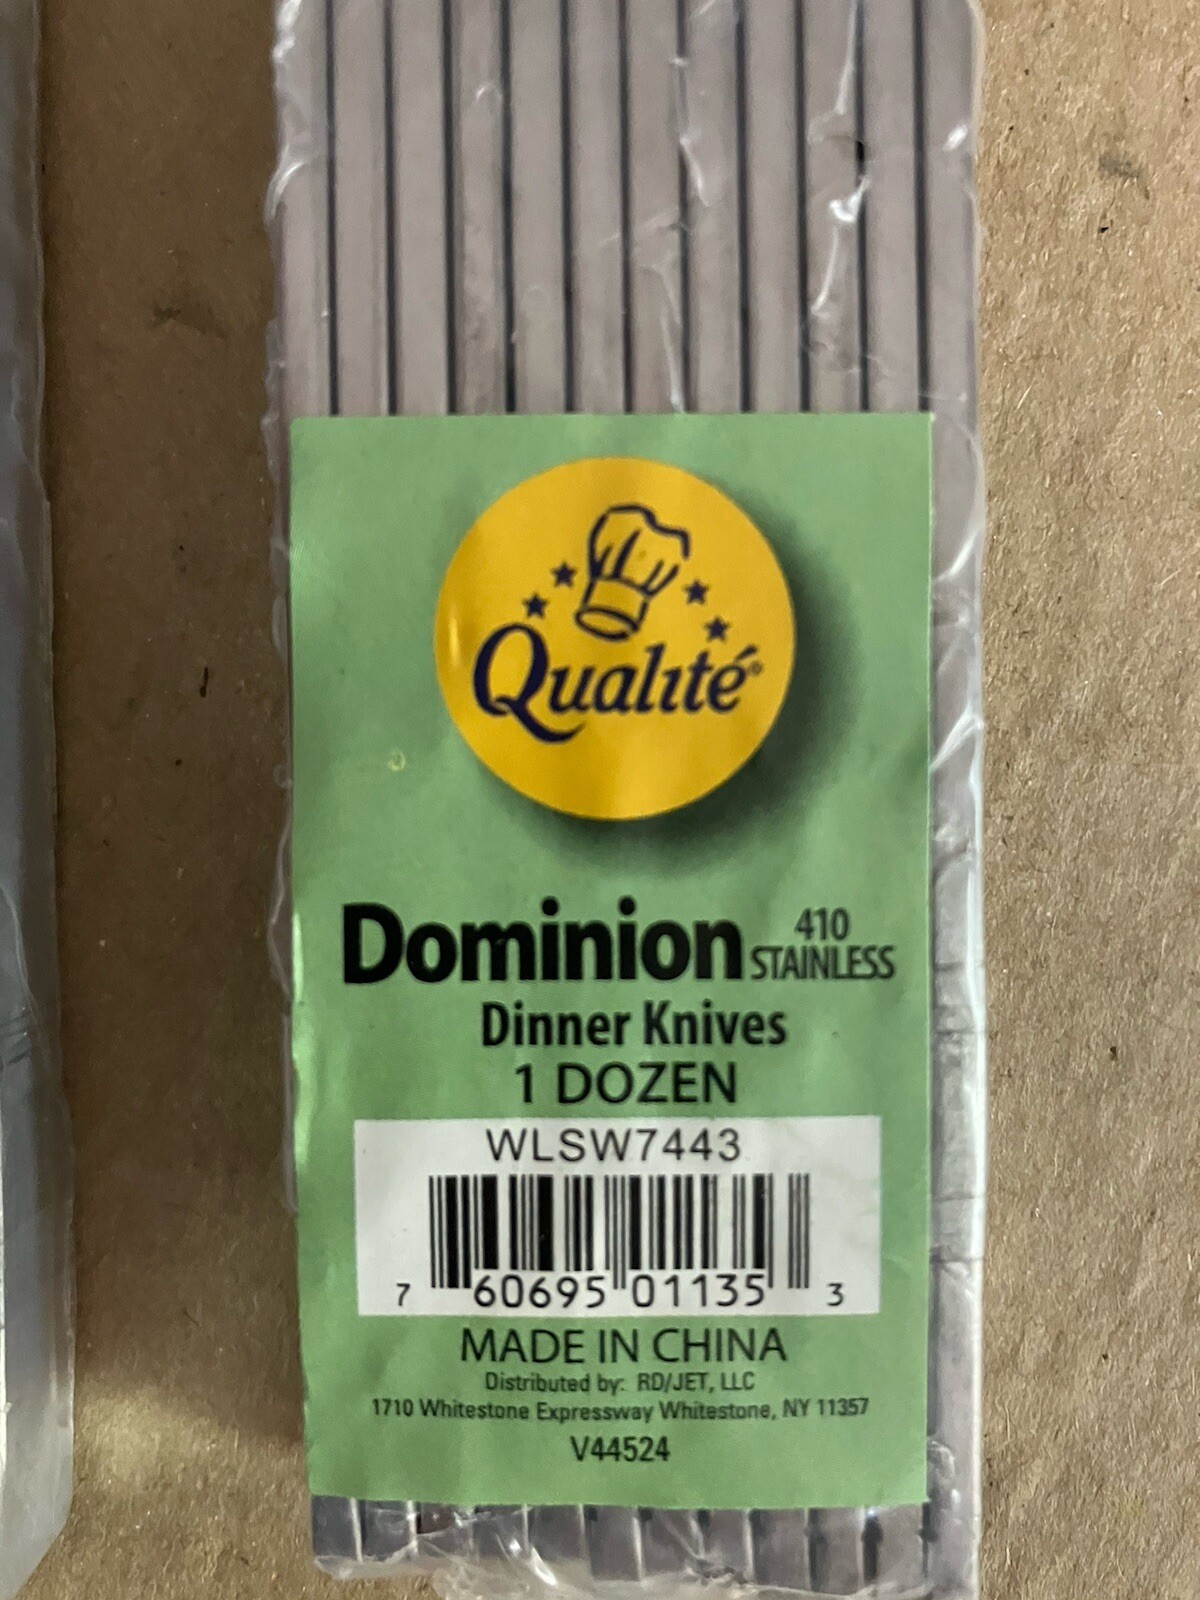 Qualité®
Dominion 410 STAINLESS
Dinner Knives
1 DOZEN
WLSW7443
7 60695 01135 3
MADE IN CHINA
Distributed by: RD/JET, LLC
1710 Whitestone Expressway Whitestone, NY 11357
V44524